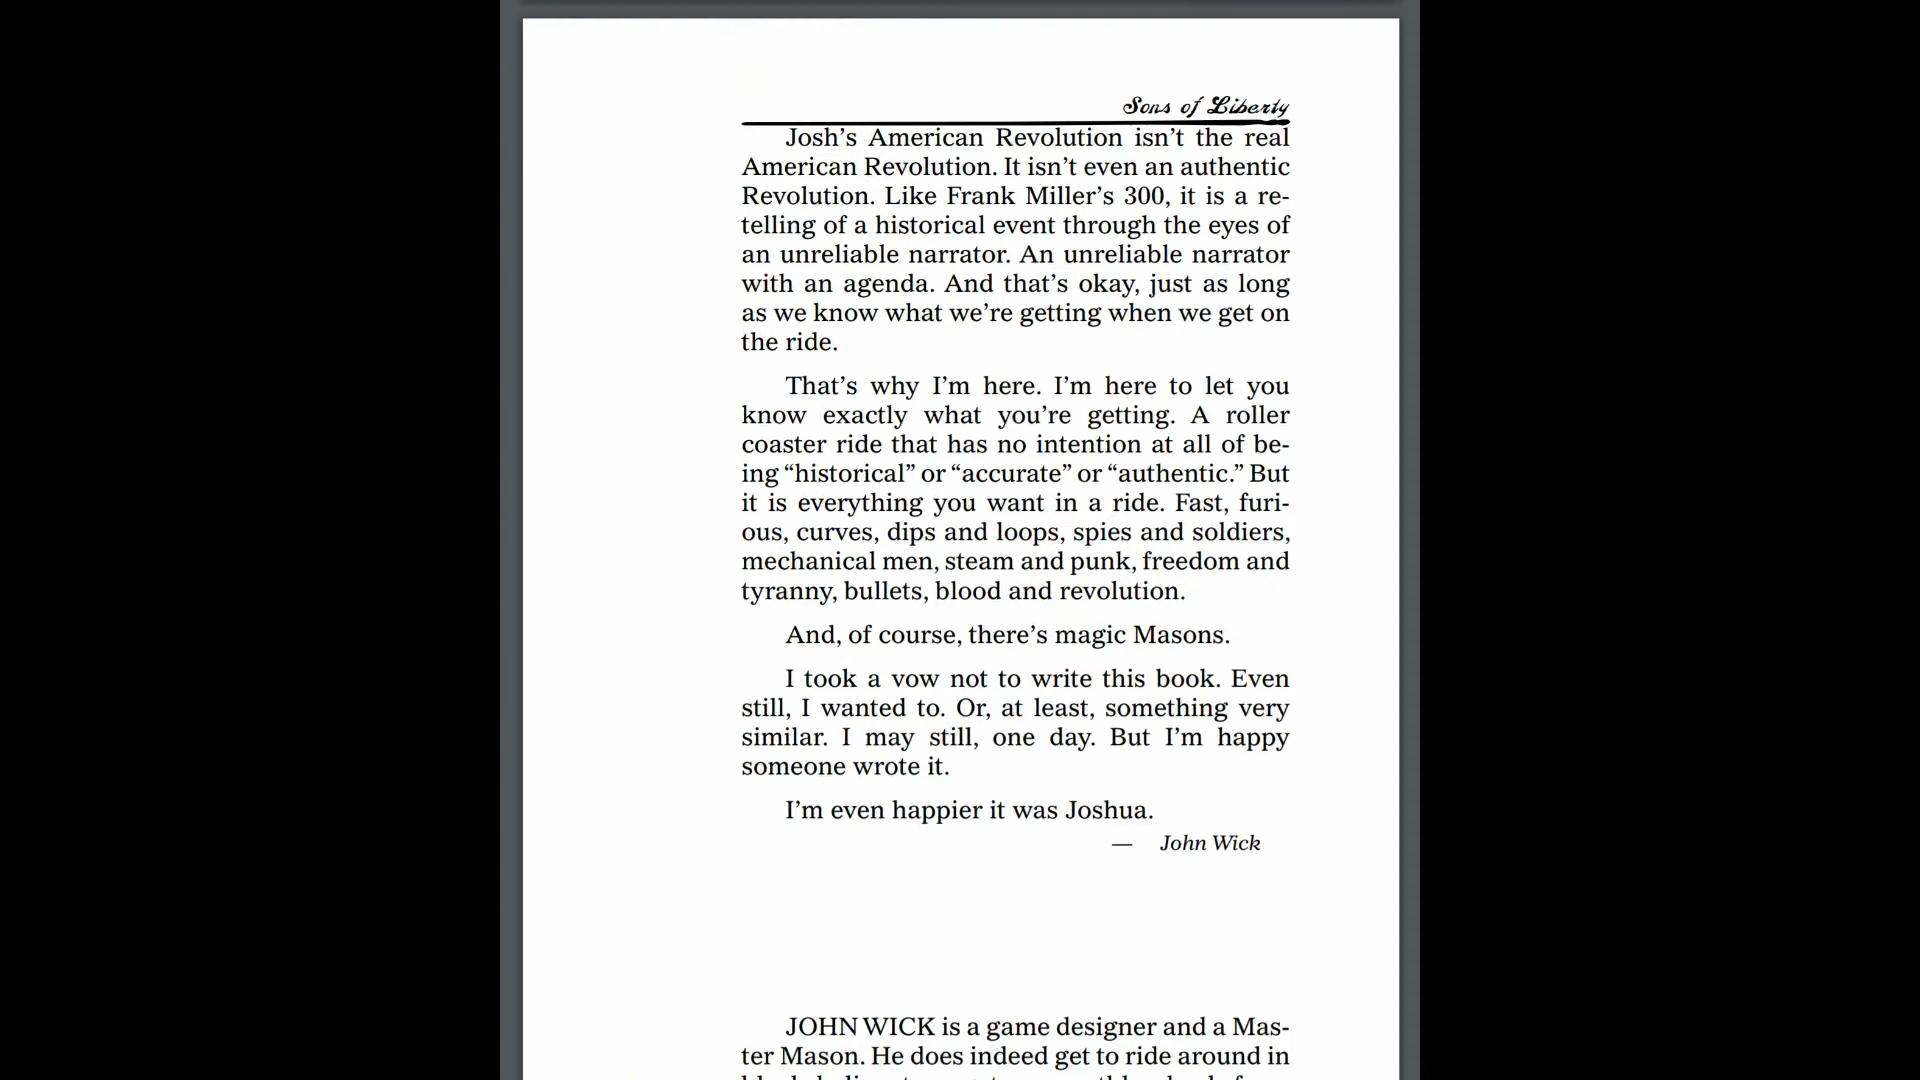 Sons of Liberty
Josh’s American Revolution isn’t the real
American Revolution. It isn’t even an authentic
Revolution. Like Frank Miller’s 300, it is a re-
telling of a historical event through the eyes of
an unreliable narrator. An unreliable narrator
with an agenda. And that’s okay, just as long
as we know what we’re getting when we get on
the ride.
That’s why I’m here. I’m here to let you
know exactly what you’re getting. A roller
coaster ride that has no intention at all of be-
ing “historical” or “accurate” or “authentic.” But
it is everything you want in a ride. Fast, furi-
ous, curves, dips and loops, spies and soldiers,
mechanical men, steam and punk, freedom and
tyranny, bullets, blood and revolution.
And, of course, there’s magic Masons.
I took a vow not to write this book. Even
still, I wanted to. Or, at least, something very
similar. I may still, one day. But I’m happy
someone wrote it.
I’m even happier it was Joshua.
— John Wick
JOHN WICK is a game designer and a Mas-
ter Mason. He does indeed get to ride around in